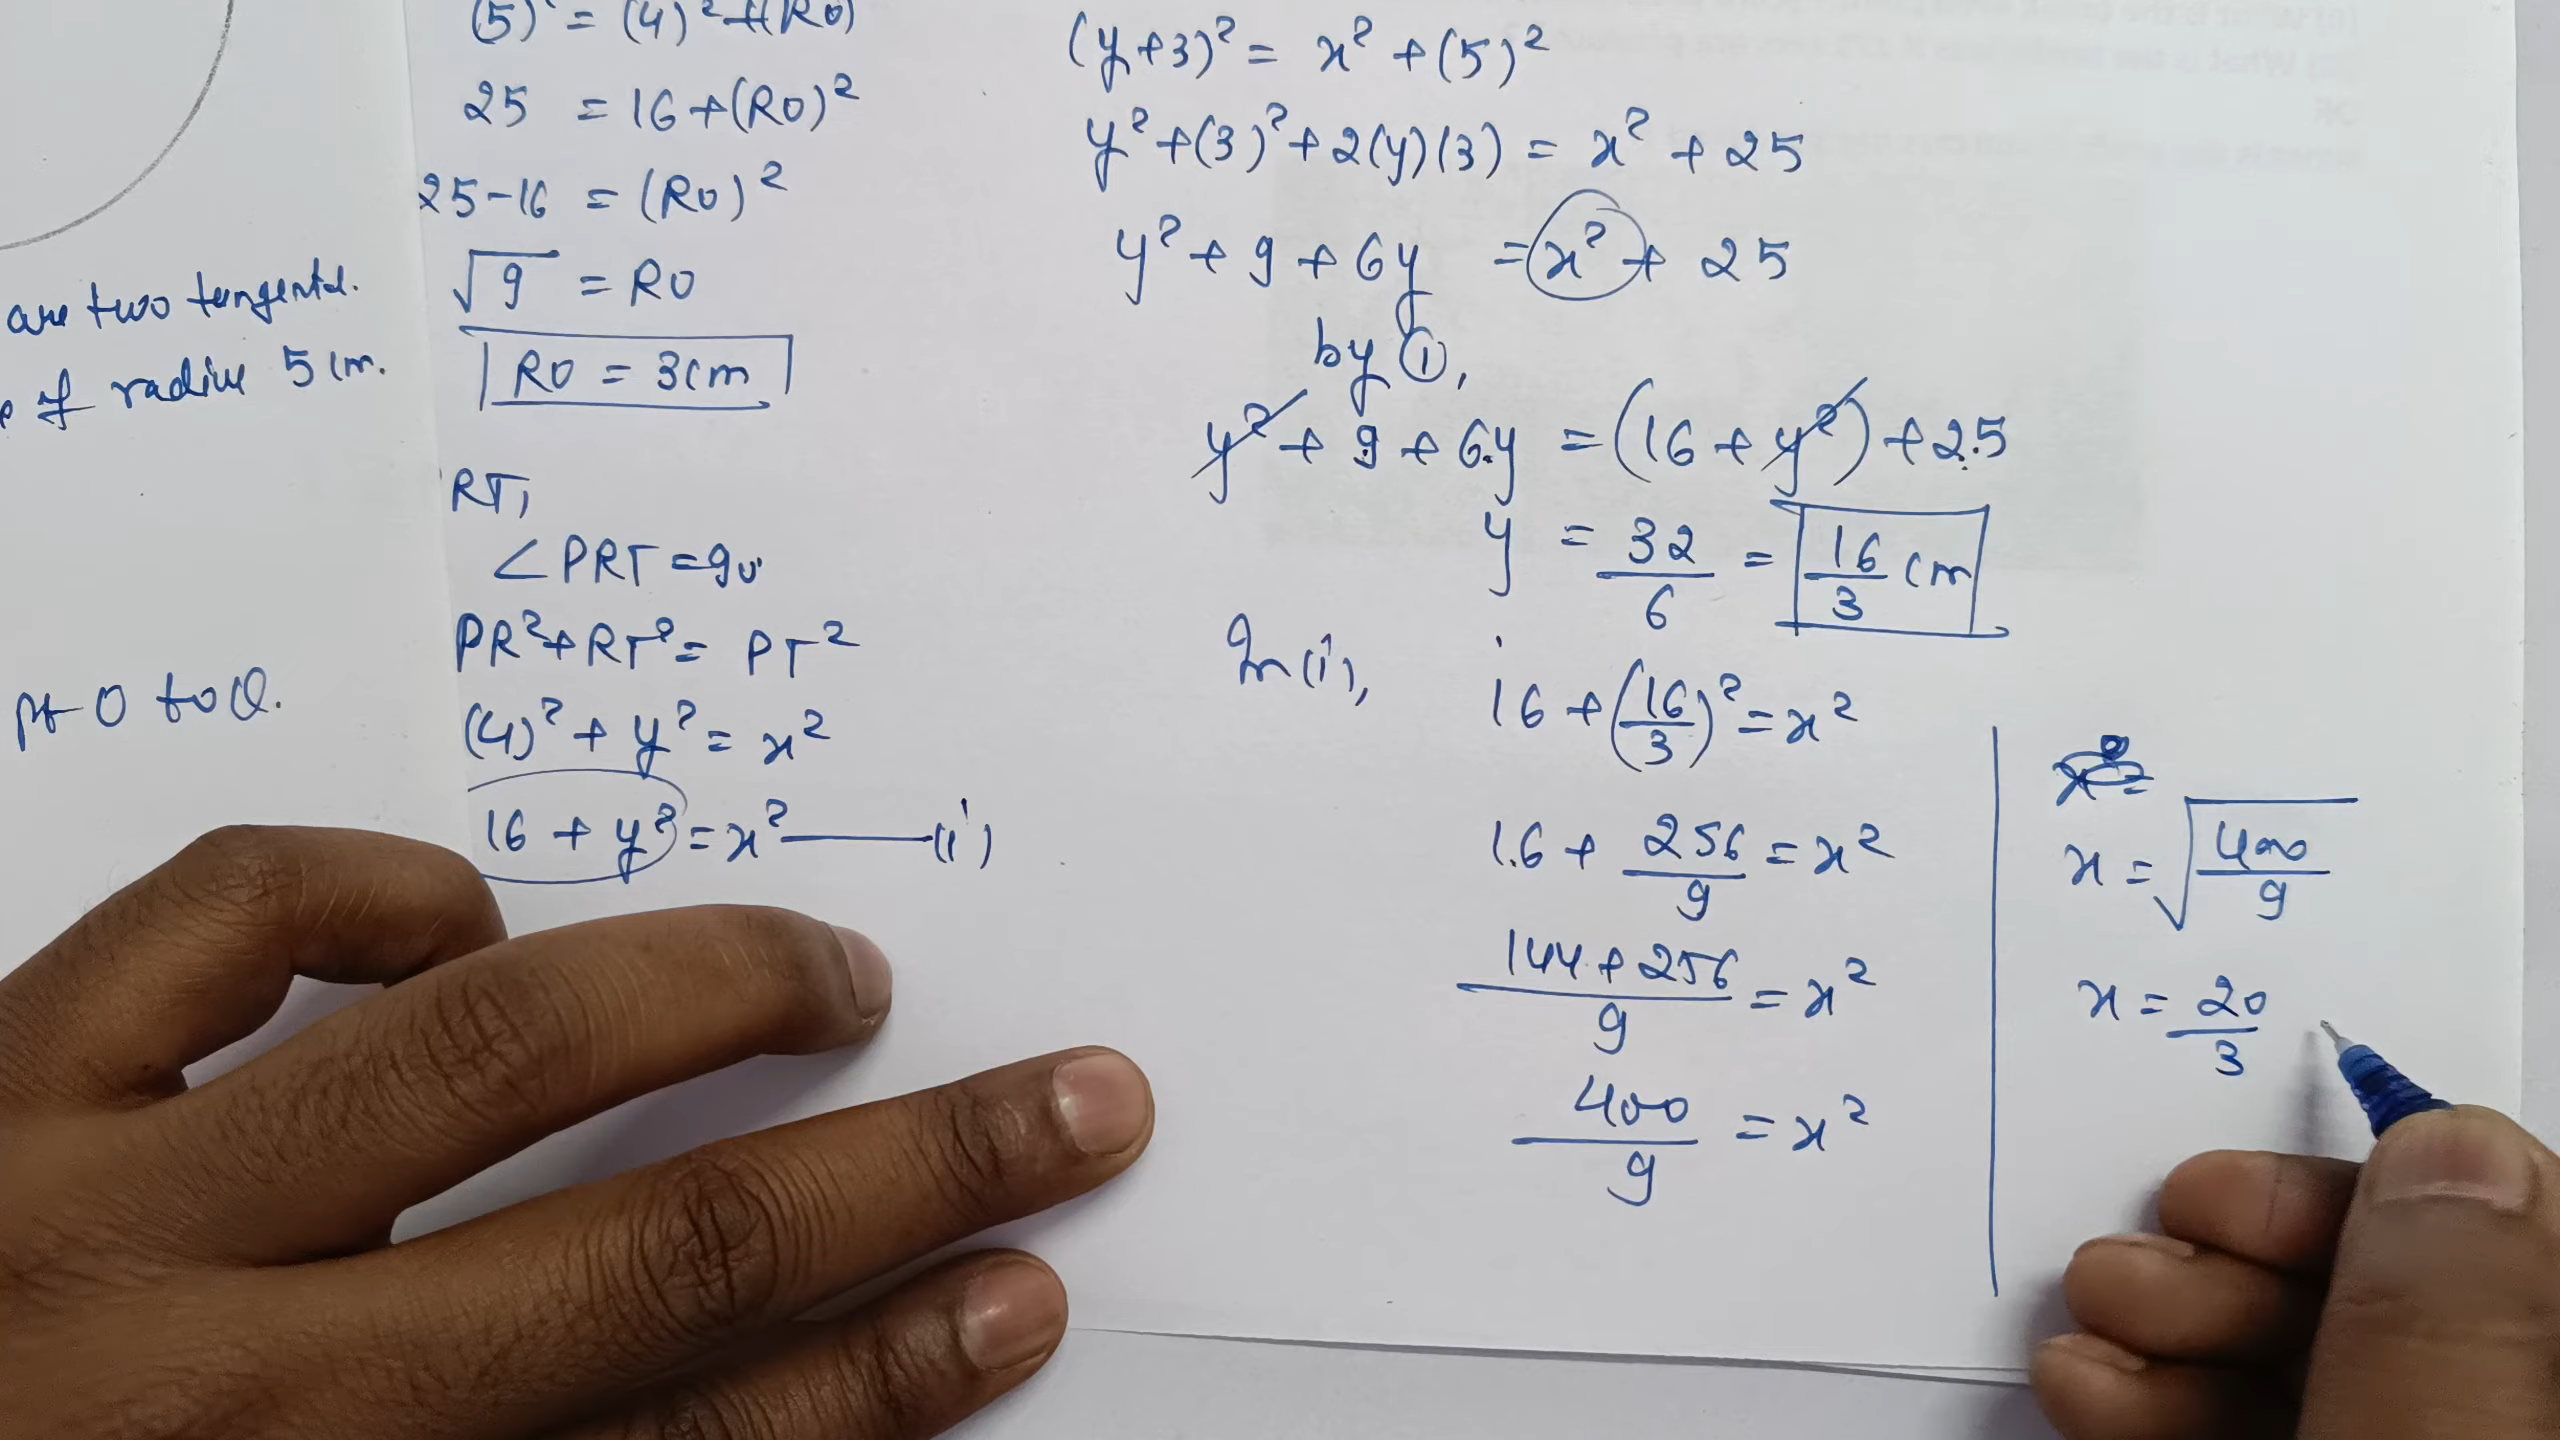 are two tangents.
of radius 5 cm.
pt O to Q.
(5)² = (4)² + (RO)
25 = 16 + (RO)²
25-16 = (RO)²
√9 = RO
RO = 3cm
RT,
∠PRT = 90
PR² + RT² = PT²
(4)² + y² = x²
16 + y² = x² —— (i)
(y+3)² = x² + (5)²
y² + (3)² + 2(y)(3) = x² + 25
y² + 9 + 6y = x² + 25
by ①,
y² + 9 + 6y = (16 + y²) + 25
y = 32/6 = 16/3 cm
In (i),
16 + (16/3)² = x²
16 + 256/9 = x²
144 + 256/9 = x²
400/9 = x²
x = √400/9
x = 20/3